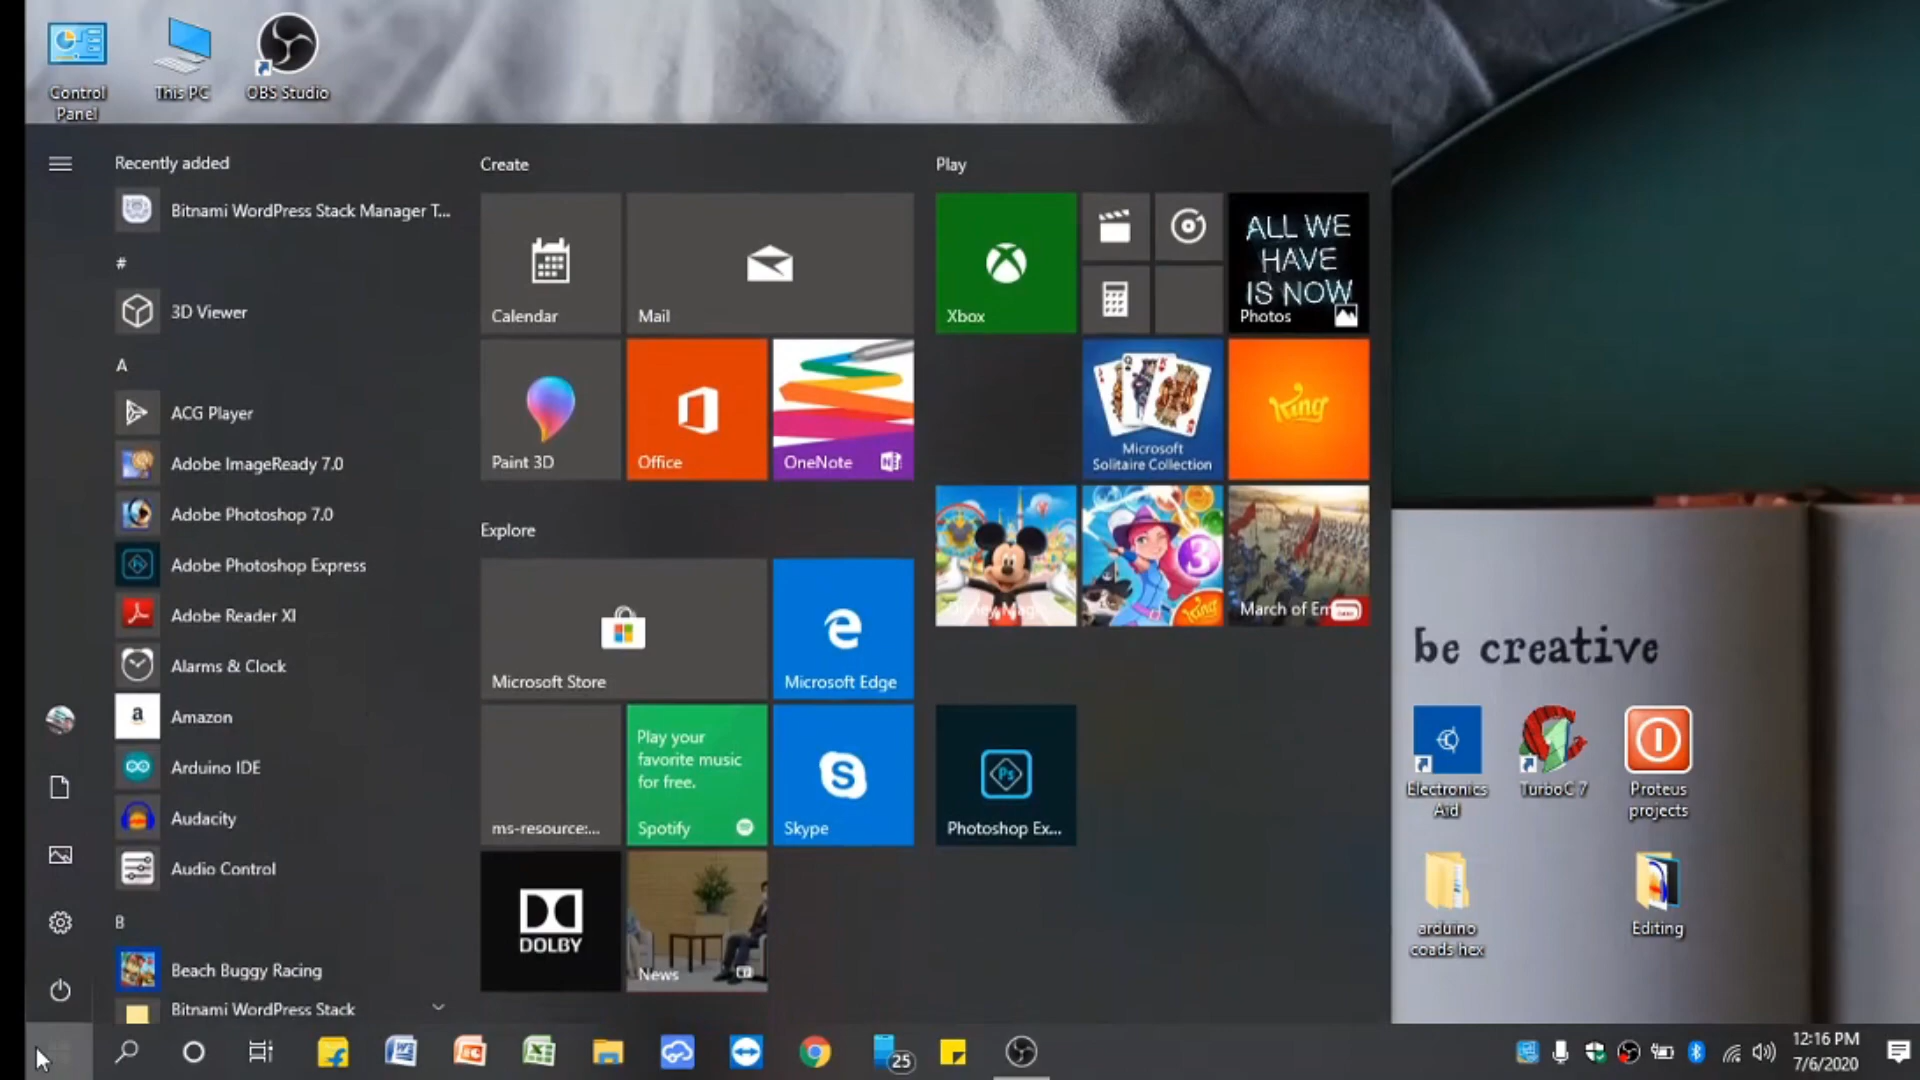 Control
Panel
This PC
OBS Studio
Recently added
Bitnami WordPress Stack Manager T...
#
3D Viewer
A
ACG Player
Adobe ImageReady 7.0
Adobe Photoshop 7.0
Adobe Photoshop Express
Adobe Reader XI
Alarms & Clock
Amazon
Arduino IDE
Audacity
Audio Control
B
Beach Buggy Racing
Bitnami WordPress Stack
Create
Calendar
Mail
Paint 3D
Office
OneNote
Explore
Microsoft Store
Microsoft Edge
ms-resource:...
Play your
favorite music
for free.
Spotify
Skype
DOLBY
News
Play
Xbox
ALL WE
HAVE
IS NOW
Photos
Microsoft
Solitaire Collection
King
Disney Magic
3
King
March of Em
Ps
Photoshop Ex...
be creative
Electronics
Aid
TurboC 7
Proteus
projects
arduino
coads hex
Editing
25
12:16 PM
7/6/2020